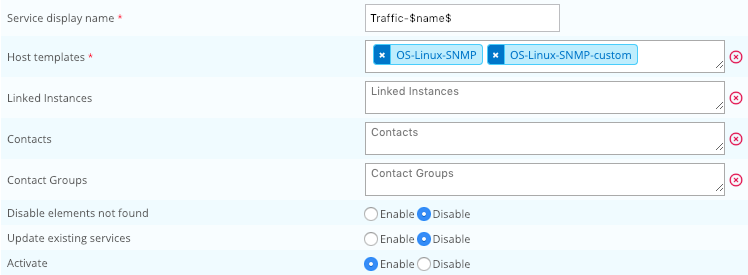 Service display name * Traffic-$name$
Host templates * × OS-Linux-SNMP × OS-Linux-SNMP-custom
Linked Instances Linked Instances
Contacts Contacts
Contact Groups Contact Groups
Disable elements not found Enable Disable
Update existing services Enable Disable
Activate Enable Disable